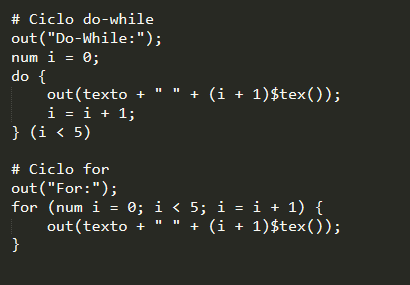 # Ciclo do-while
out("Do-While:");
num i = 0;
do {
    out(texto + " " + (i + 1)$tex());
    i = i + 1;
} (i < 5)

# Ciclo for
out("For:");
for (num i = 0; i < 5; i = i + 1) {
    out(texto + " " + (i + 1)$tex());
}